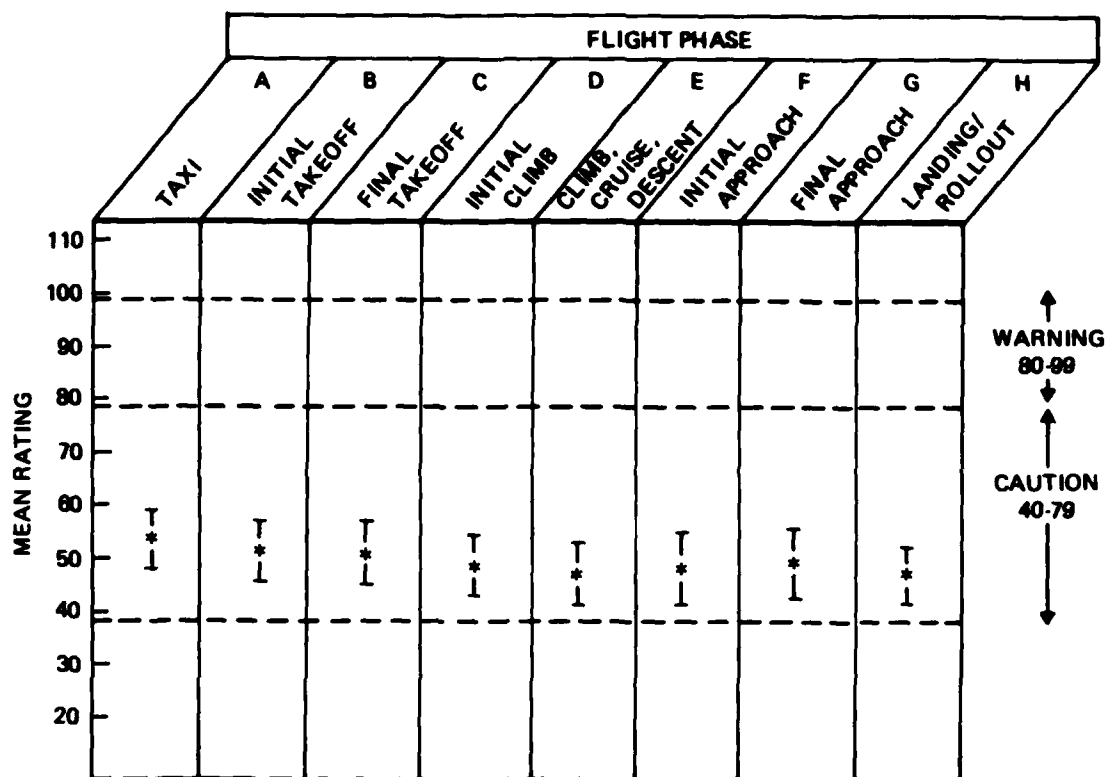 FLIGHT PHASE
A B C D E F G H
TAXI
INITIAL
TAKEOFF
FINAL
TAKEOFF
INITIAL
CLIMB
CLIMB,
CRUISE,
DESCENT
INITIAL
APPROACH
FINAL
APPROACH
LANDING/
ROLLOUT
MEAN RATING
110
100
90
80
70
60
50
40
30
20
WARNING
80-99
CAUTION
40-79